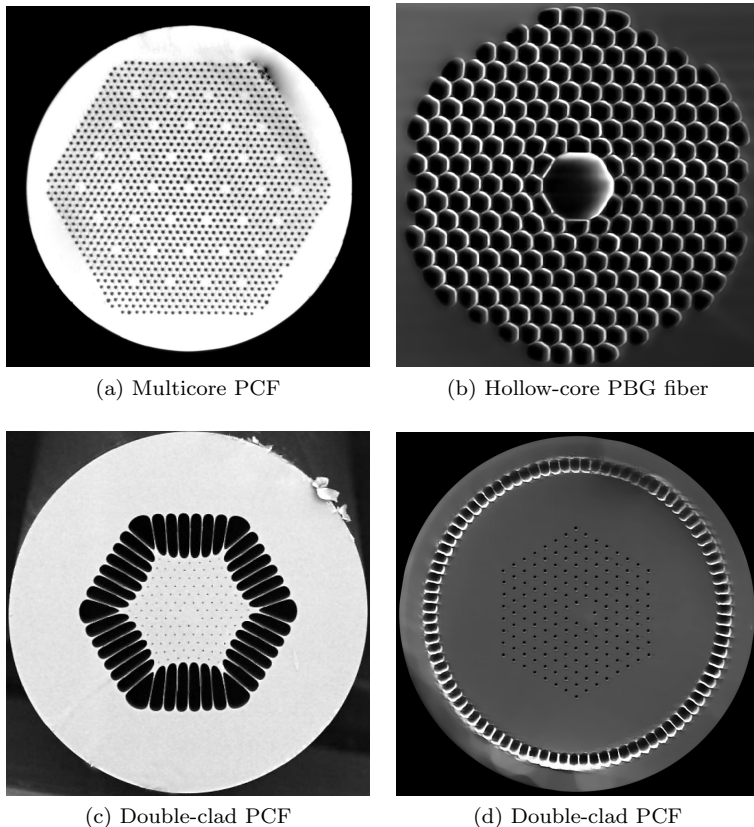 (a) Multicore PCF
(b) Hollow-core PBG fiber
(c) Double-clad PCF
(d) Double-clad PCF